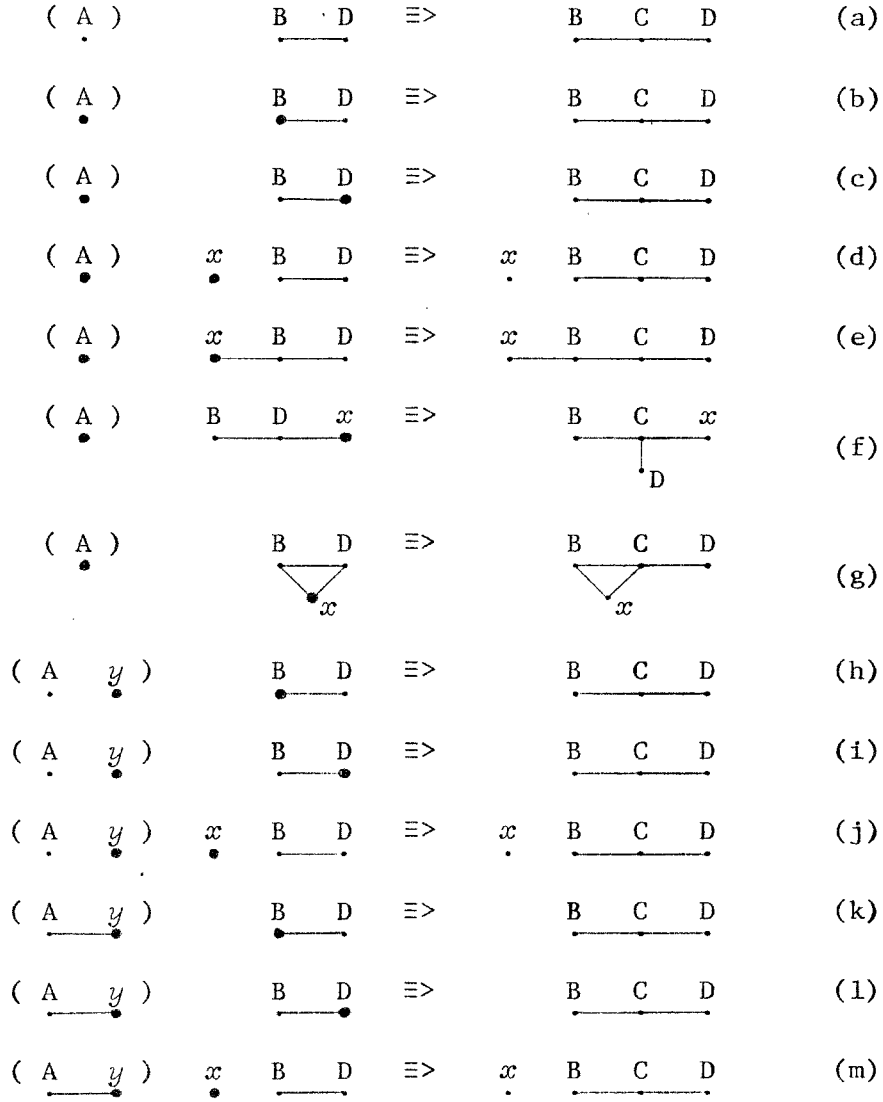 ( A ) B D ≡> B C D (a)
( A ) B D ≡> B C D (b)
( A ) B D ≡> B C D (c)
( A ) x B D ≡> x B C D (d)
( A ) x B D ≡> x B C D (e)
( A ) B D x ≡> B C x (f)
D
( A ) B D ≡> B C D (g)
x x
( A y ) B D ≡> B C D (h)
( A y ) B D ≡> B C D (i)
( A y ) x B D ≡> x B C D (j)
( A y ) B D ≡> B C D (k)
( A y ) B D ≡> B C D (l)
( A y ) x B D ≡> x B C D (m)